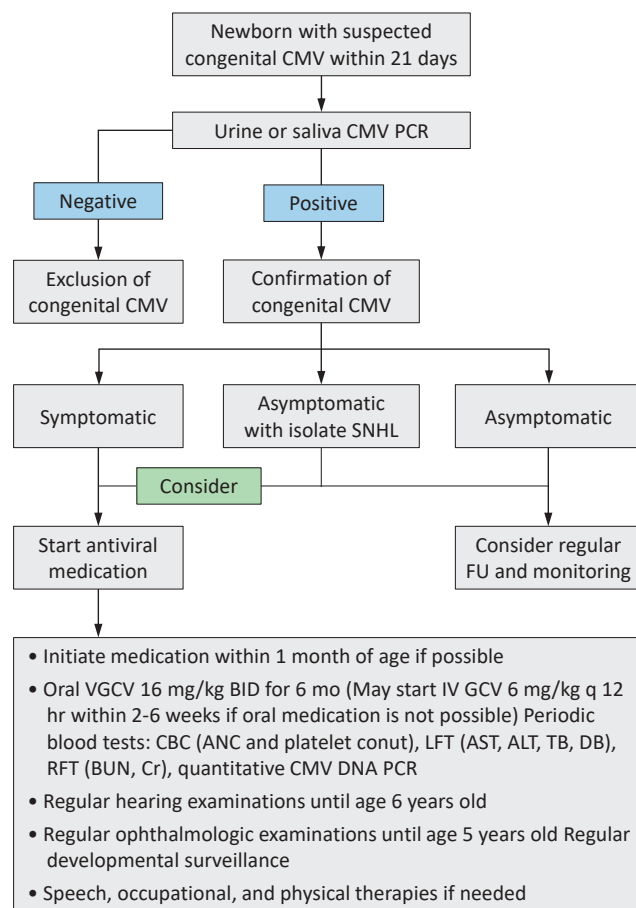 Newborn with suspected
congenital CMV within 21 days
Urine or saliva CMV PCR
Negative
Positive
Exclusion of
congenital CMV
Confirmation of
congenital CMV
Symptomatic
Asymptomatic
with isolate SNHL
Asymptomatic
Consider
Start antiviral
medication
Consider regular
FU and monitoring
• Initiate medication within 1 month of age if possible
• Oral VGCV 16 mg/kg BID for 6 mo (May start IV GCV 6 mg/kg q 12
hr within 2-6 weeks if oral medication is not possible) Periodic
blood tests: CBC (ANC and platelet conut), LFT (AST, ALT, TB, DB),
RFT (BUN, Cr), quantitative CMV DNA PCR
• Regular hearing examinations until age 6 years old
• Regular ophthalmologic examinations until age 5 years old Regular
developmental surveillance
• Speech, occupational, and physical therapies if needed